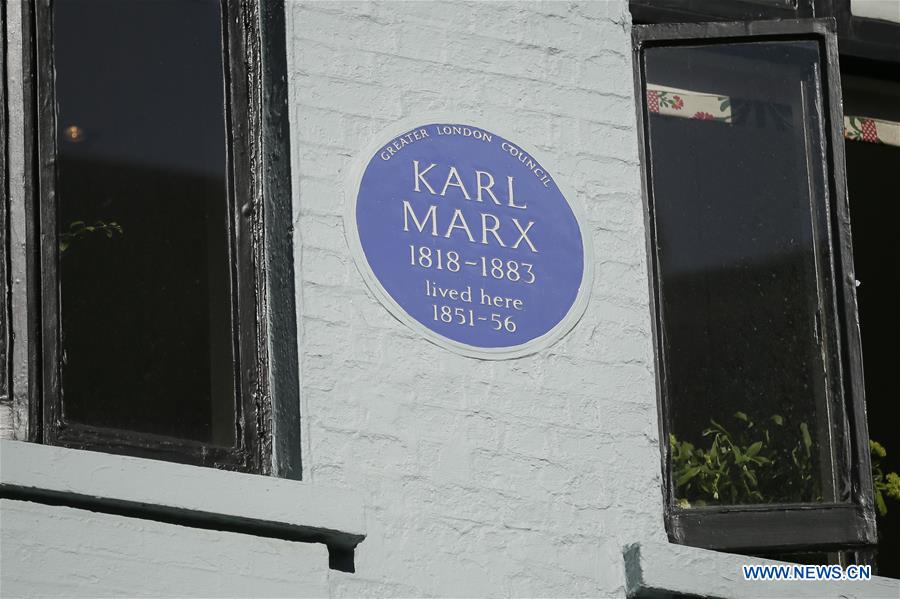 GREATER LONDON COUNCIL
KARL
MARX
1818-1883
lived here
1851-56
WWW.NEWS.CN